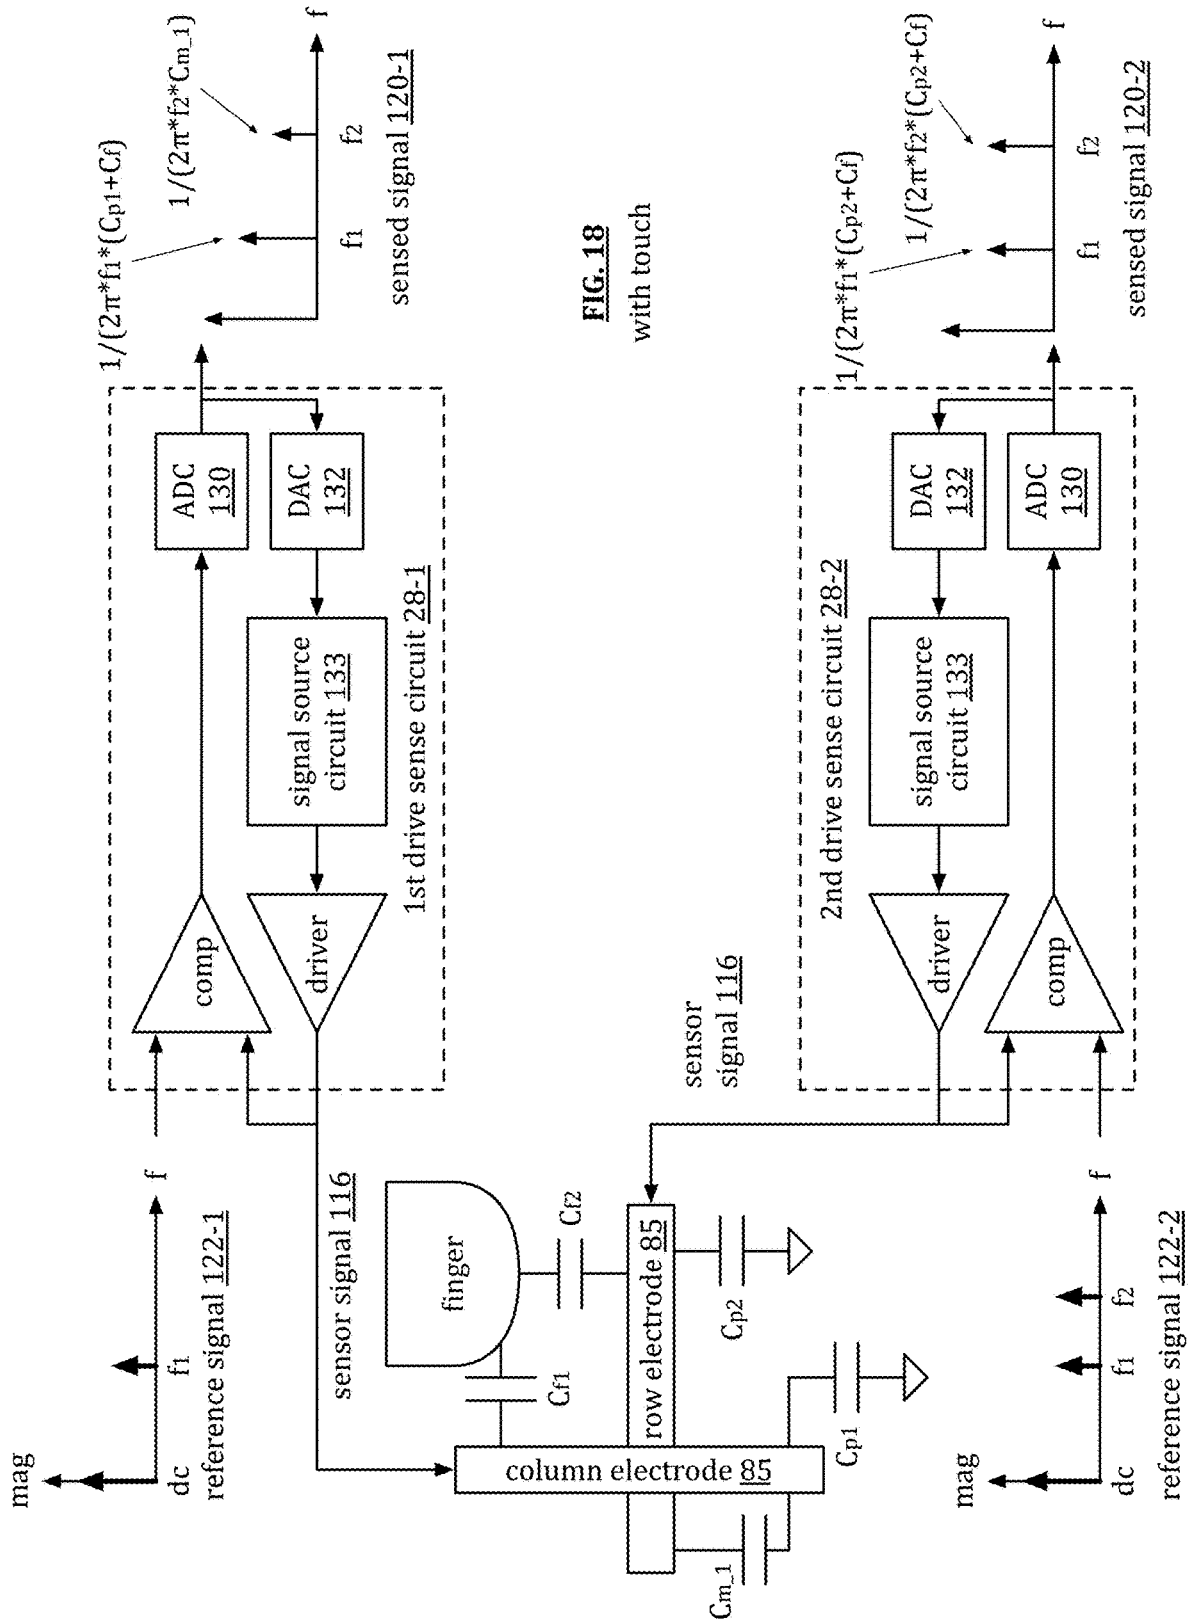 mag
dc
f1
f
reference signal 122-1
sensor signal 116
comp
driver
ADC
130
DAC
132
signal source
circuit 133
1st drive sense circuit 28-1
1/(2π*f1*(Cp1+Cf)
1/(2π*f2*Cm_1)
f1
f2
f
sensed signal 120-1
FIG. 18
with touch
finger
Cf1
Cf2
column electrode 85
row electrode 85
Cm_1
Cp1
Cp2
sensor
signal 116
2nd drive sense circuit 28-2
driver
signal source
circuit 133
DAC
132
comp
ADC
130
1/(2π*f1*(Cp2+Cf)
1/(2π*f2*(Cp2+Cf)
f1
f2
f
sensed signal 120-2
mag
dc
f1
f2
f
reference signal 122-2